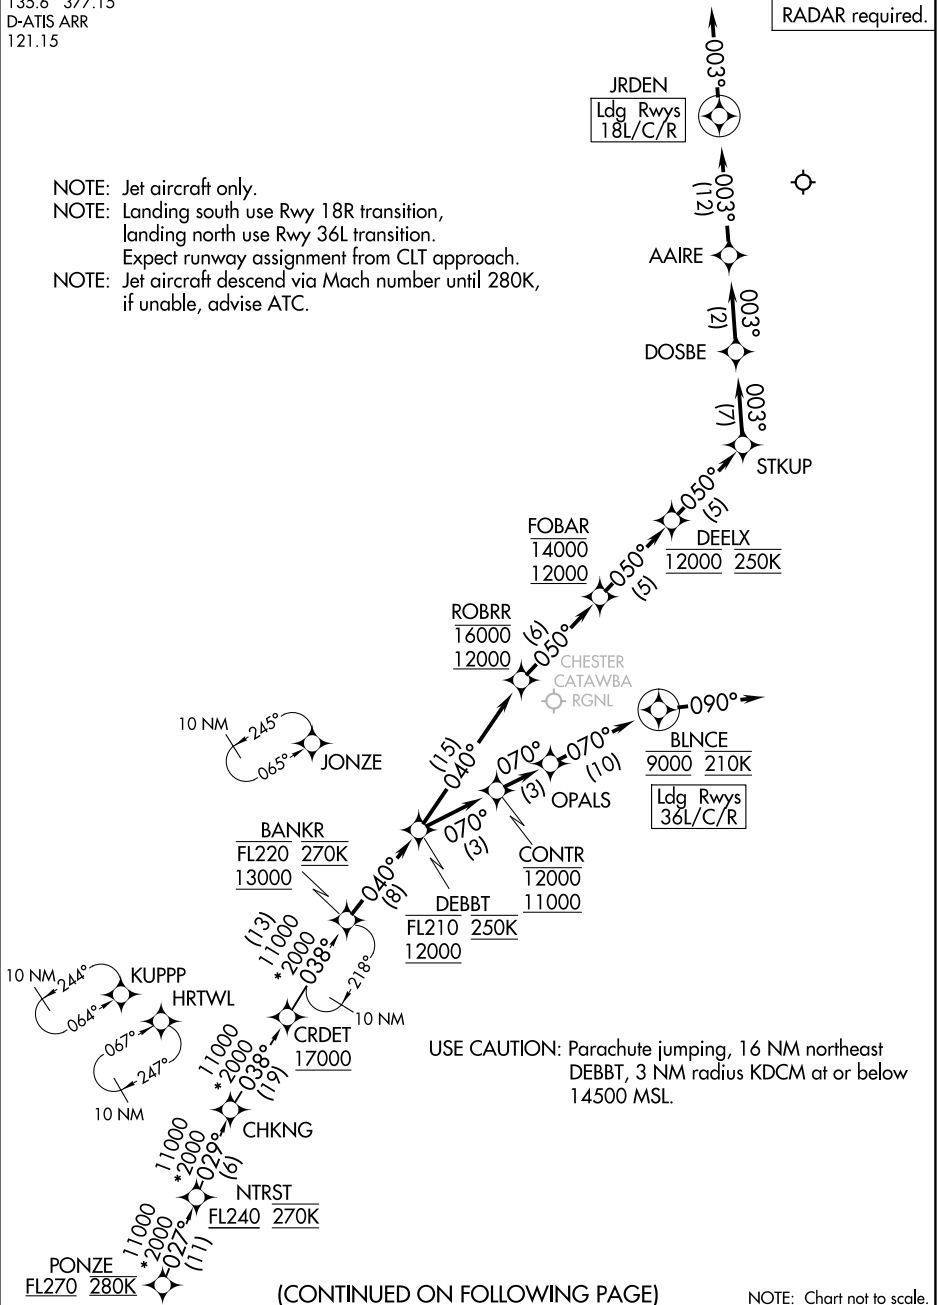 135.6 377.15
D-ATIS ARR
121.15
RADAR required.
003°
JRDEN
Ldg Rwys
18L/C/R
NOTE: Jet aircraft only.
NOTE: Landing south use Rwy 18R transition,
landing north use Rwy 36L transition.
Expect runway assignment from CLT approach.
NOTE: Jet aircraft descend via Mach number until 280K,
if unable, advise ATC.
003°
(12)
AAIRE
003°
(2)
DOSBE
003°
(7)
STKUP
050°
(5)
FOBAR
14000
12000
DEELX
12000 250K
050°
(5)
ROBRR
16000
12000
(6)
050°
CHESTER
CATAWBA
RGNL
090°
BLNCE
9000 210K
Ldg Rwys
36L/C/R
10 NM
245°
065°
JONZE
(15)
040°
070°
(10)
070°
(3)
OPALS
070°
(3)
CONTR
12000
11000
BANKR
FL220 270K
13000
040°
(8)
DEBBT
FL210 250K
12000
(13)
11000
*2000
038°
218°
10 NM
10 NM
244°
064°
KUPPP
HRTWL
067°
247°
10 NM
CRDET
17000
USE CAUTION: Parachute jumping, 16 NM northeast
DEBBT, 3 NM radius KDCM at or below
14500 MSL.
11000
*2000
038°
(19)
CHKNG
11000
*2000
029°
(6)
NTRST
FL240 270K
11000
*2000
027°
(11)
PONZE
FL270 280K
(CONTINUED ON FOLLOWING PAGE)
NOTE: Chart not to scale.